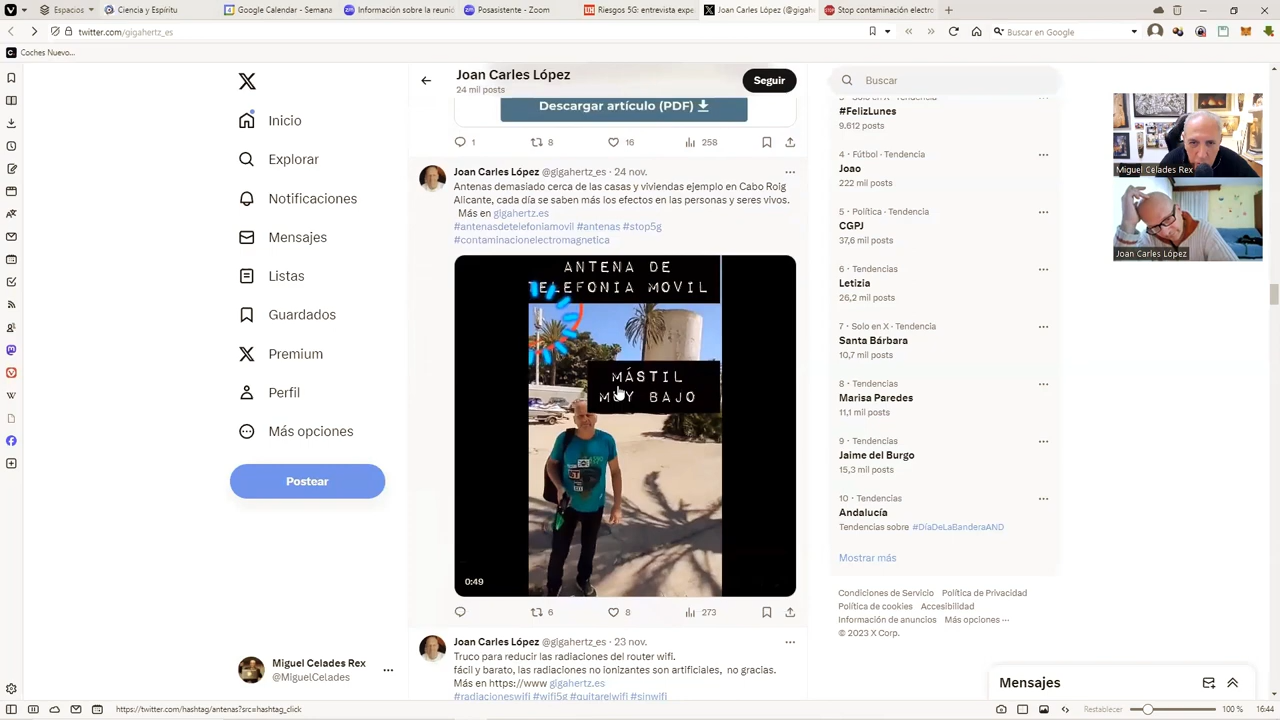 Espacios
Ciencia y Espíritu
Google Calendar - Semana
Información sobre la reunió
Posasistente - Zoom
Riesgos 5G: entrevista expe
Joan Carles López (@gigah
Stop contaminación electro
twitter.com/gigahertz_es
Buscar en Google
Coches Nuevo...
Inicio
Explorar
Notificaciones
Mensajes
Listas
Guardados
Premium
Perfil
Más opciones
Postear
Miguel Celades Rex
@MiguelCelades
Joan Carles López
24 mil posts
Seguir
Descargar artículo (PDF)
1 8 16 258
Joan Carles López @gigahertz_es · 24 nov.
Antenas demasiado cerca de las casas y viviendas ejemplo en Cabo Roig
Alicante, cada día se saben más los efectos en las personas y seres vivos.
Más en gigahertz.es
#antenasdetelefoniamovil #antenas #stop5g
#contaminacionelectromagnetica
ANTENA DE
TELEFONIA MOVIL
MÁSTIL
MUY BAJO
0:49
6 8 273
Joan Carles López @gigahertz_es · 23 nov.
Truco para reducir las radiaciones del router wifi.
fácil y barato, las radiaciones no ionizantes son artificiales, no gracias.
Más en https://www gigahertz.es
#radiacioneswifi #wifi5g #quitarelwifi #sinwifi
Buscar
3 · Solo en X · Tendencia
#FelizLunes
9.612 posts
4 · Fútbol · Tendencia
Joao
222 mil posts
5 · Política · Tendencia
CGPJ
37,6 mil posts
6 · Tendencias
Letizia
26,2 mil posts
7 · Solo en X · Tendencia
Santa Bárbara
10,7 mil posts
8 · Tendencias
Marisa Paredes
11,1 mil posts
9 · Tendencias
Jaime del Burgo
15,3 mil posts
10 · Tendencias
Andalucía
Tendencias sobre #DíaDeLaBanderaAND
Mostrar más
Condiciones de Servicio Política de Privacidad
Política de cookies Accesibilidad
Información de anuncios Más opciones ···
© 2023 X Corp.
Mensajes
Miguel Celades Rex
Joan Carles López
https://twitter.com/hashtag/antenas?src=hashtag_click
Restablecer
100 %
16:44